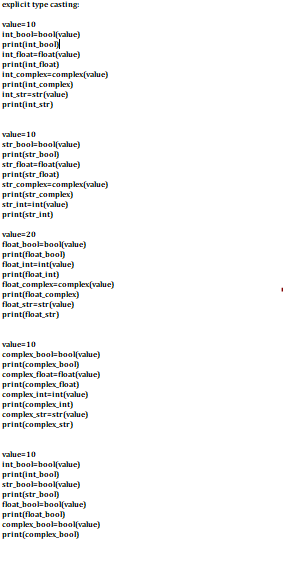 explicit type casting:
value=10
int_bool=bool(value)
print(int_bool)
int_float=float(value)
print(int_float)
int_complex=complex(value)
print(int_complex)
int_str=str(value)
print(int_str)
value=10
str_bool=bool(value)
print(str_bool)
str_float=float(value)
print(str_float)
str_complex=complex(value)
print(str_complex)
str_int=int(value)
print(str_int)
value=20
float_bool=bool(value)
print(float_bool)
float_int=int(value)
print(float_int)
float_complex=complex(value)
print(float_complex)
float_str=str(value)
print(float_str)
value=10
complex_bool=bool(value)
print(complex_bool)
complex_float=float(value)
print(complex_float)
complex_int=int(value)
print(complex_int)
complex_str=str(value)
print(complex_str)
value=10
int_bool=bool(value)
print(int_bool)
str_bool=bool(value)
print(str_bool)
float_bool=bool(value)
print(float_bool)
complex_bool=bool(value)
print(complex_bool)